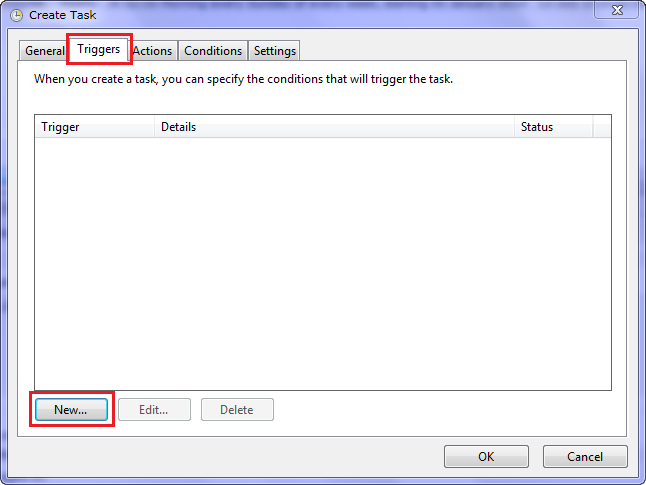 Create Task
General Triggers Actions Conditions Settings
When you create a task, you can specify the conditions that will trigger the task.
Trigger Details Status
New... Edit... Delete
OK Cancel